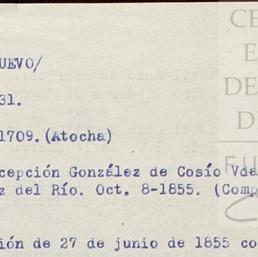 UEVO/
31.
1709. (Atocha)
cepción González de Cosío Vda
z del Río. Oct. 8-1855. (Comp
ión de 27 de junio de 1855 co
CE
E
DE
D
FU
C